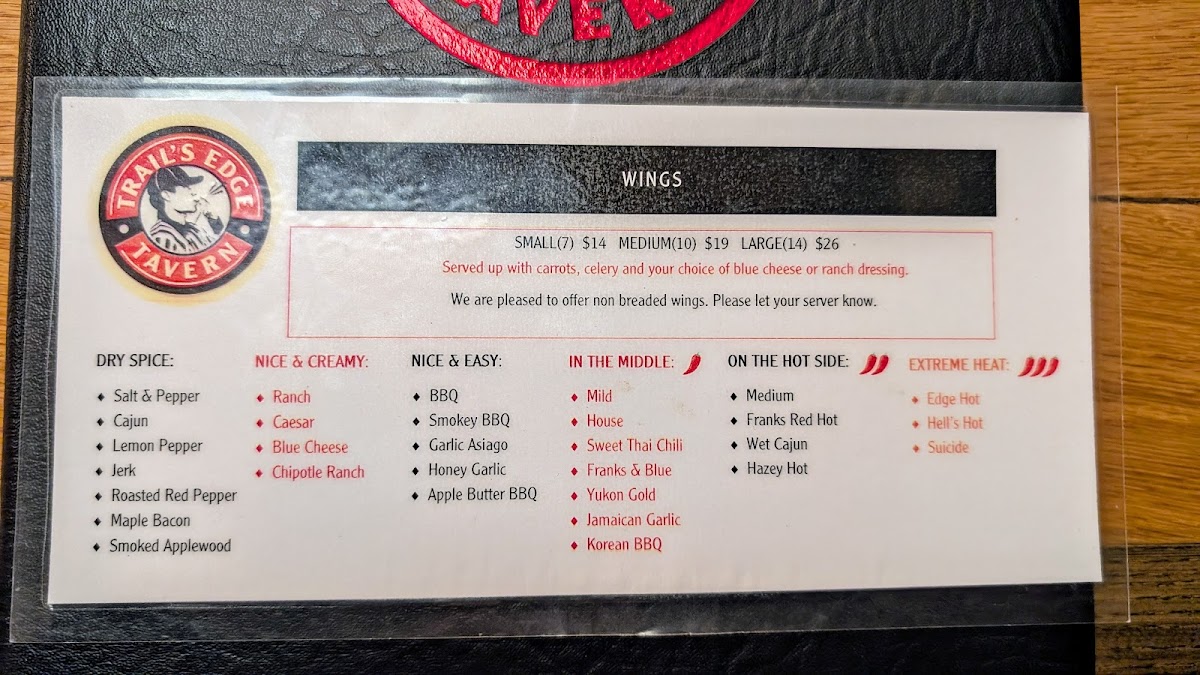 TAVER
TRAIL'S EDGE
TAVERN
WINGS
SMALL(7) $14 MEDIUM(10) $19 LARGE(14) $26
Served up with carrots, celery and your choice of blue cheese or ranch dressing.
We are pleased to offer non breaded wings. Please let your server know.
DRY SPICE:
Salt & Pepper
Cajun
Lemon Pepper
Jerk
Roasted Red Pepper
Maple Bacon
Smoked Applewood
NICE & CREAMY:
Ranch
Caesar
Blue Cheese
Chipotle Ranch
NICE & EASY:
BBQ
Smokey BBQ
Garlic Asiago
Honey Garlic
Apple Butter BBQ
IN THE MIDDLE:
Mild
House
Sweet Thai Chili
Franks & Blue
Yukon Gold
Jamaican Garlic
Korean BBQ
ON THE HOT SIDE:
Medium
Franks Red Hot
Wet Cajun
Hazey Hot
EXTREME HEAT:
Edge Hot
Hell's Hot
Suicide